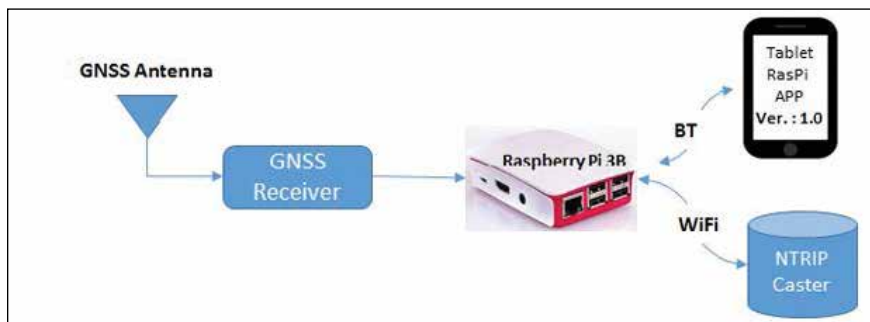 GNSS Antenna
GNSS
Receiver
Raspberry Pi 3B
BT
WiFi
Tablet
RasPi
APP
Ver. : 1.0
NTRIP
Caster